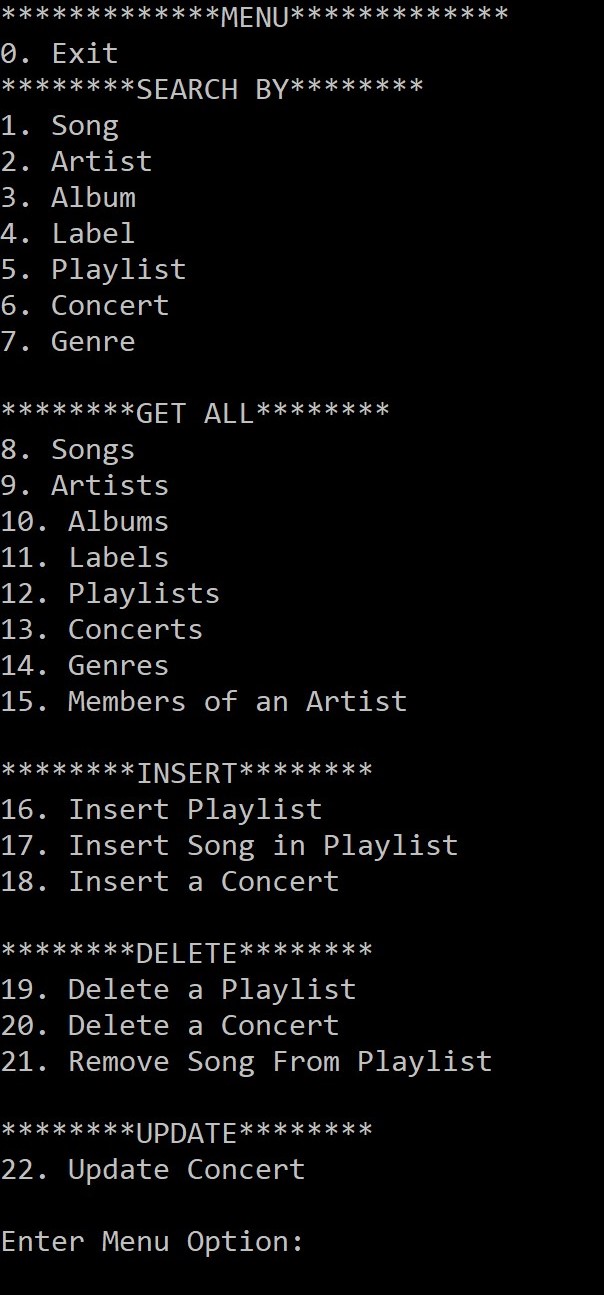 *************MENU*************
0. Exit
********SEARCH BY********
1. Song
2. Artist
3. Album
4. Label
5. Playlist
6. Concert
7. Genre
********GET ALL********
8. Songs
9. Artists
10. Albums
11. Labels
12. Playlists
13. Concerts
14. Genres
15. Members of an Artist
********INSERT********
16. Insert Playlist
17. Insert Song in Playlist
18. Insert a Concert
********DELETE********
19. Delete a Playlist
20. Delete a Concert
21. Remove Song From Playlist
********UPDATE********
22. Update Concert
Enter Menu Option: